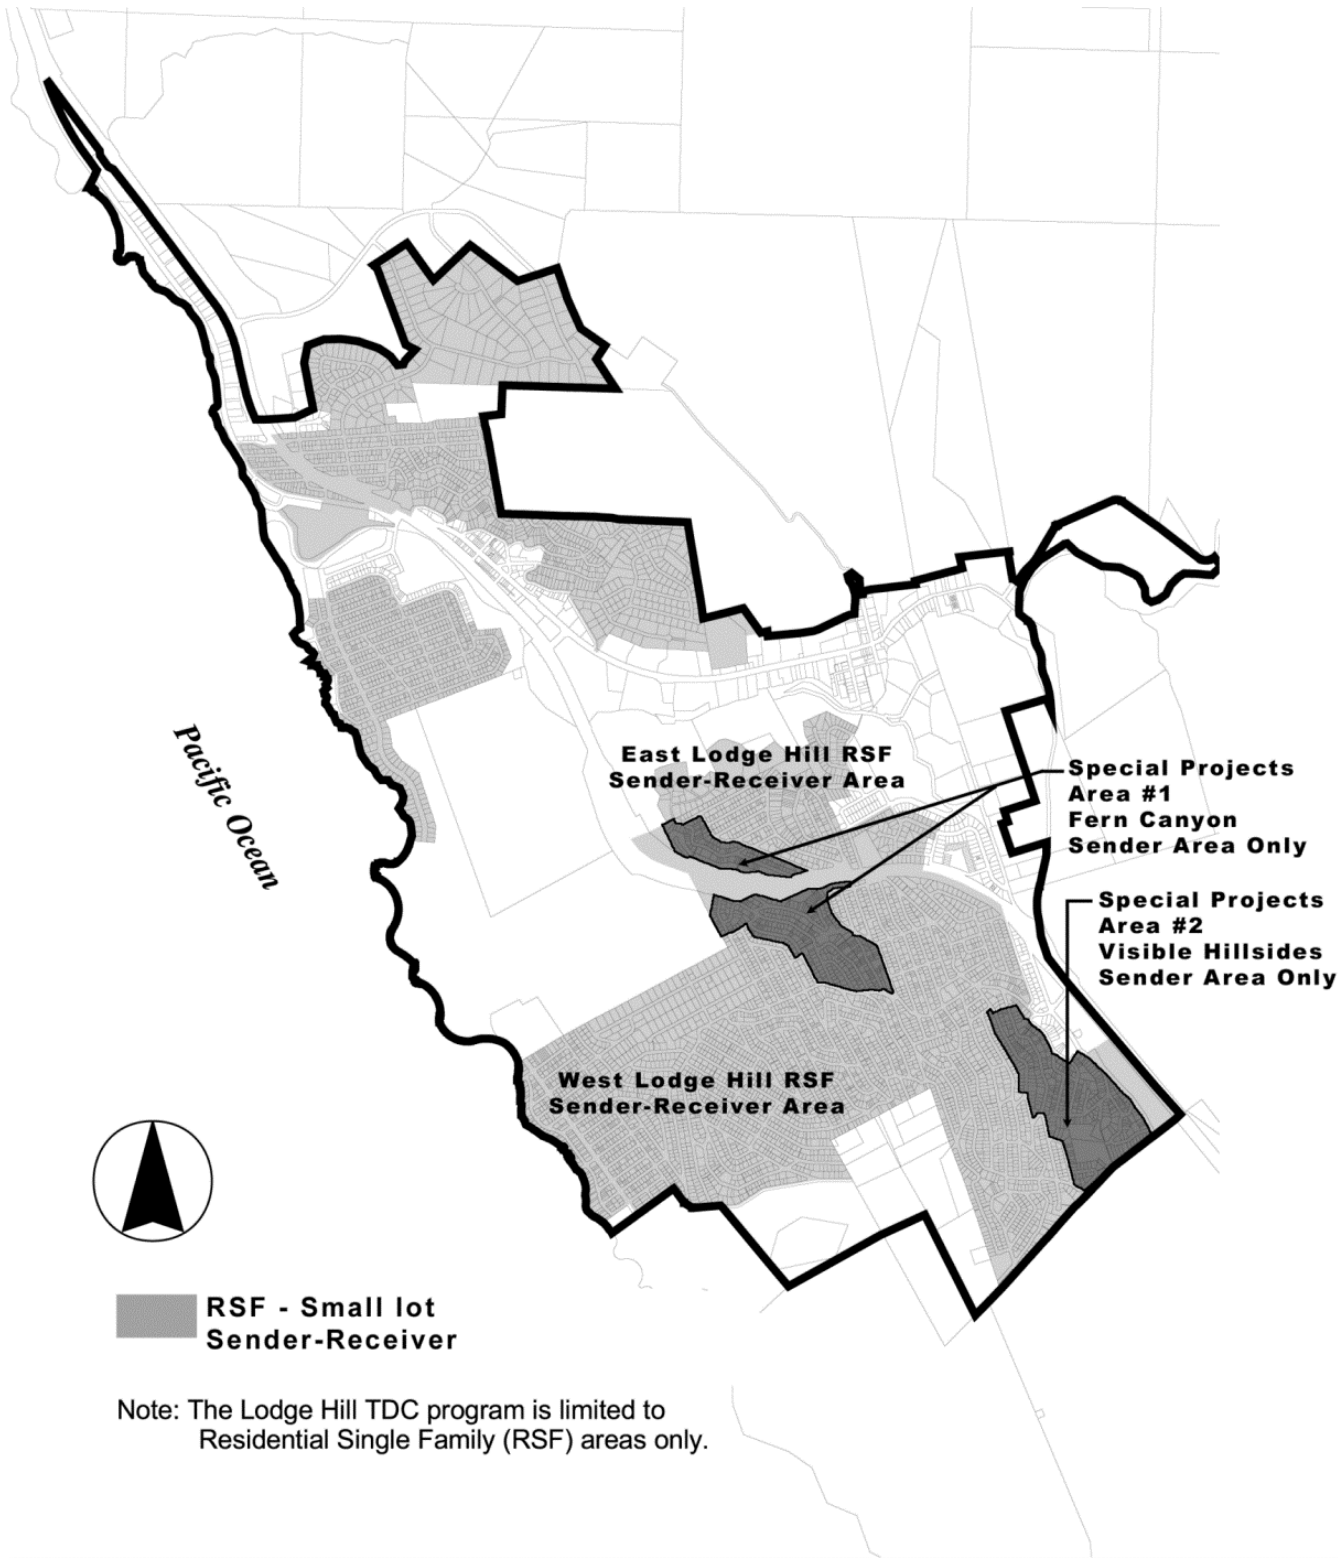 East Lodge Hill RSF
Sender-Receiver Area
Special Projects
Area #1
Fern Canyon
Sender Area Only
Special Projects
Area #2
Visible Hillsides
Sender Area Only
Pacific Ocean
West Lodge Hill RSF
Sender-Receiver Area
RSF - Small lot
Sender-Receiver
Note: The Lodge Hill TDC program is limited to
Residential Single Family (RSF) areas only.